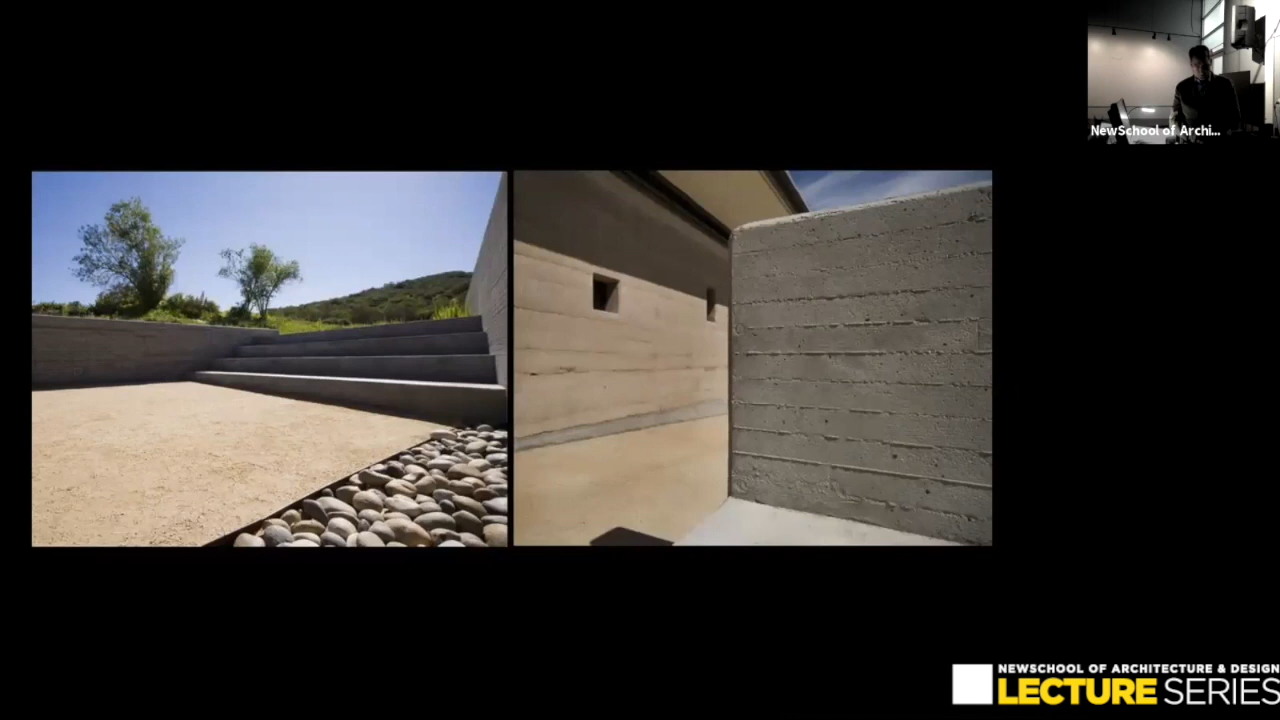 NewSchool of Archi...
NEWSCHOOL OF ARCHITECTURE & DESIGN
LECTURE SERIES